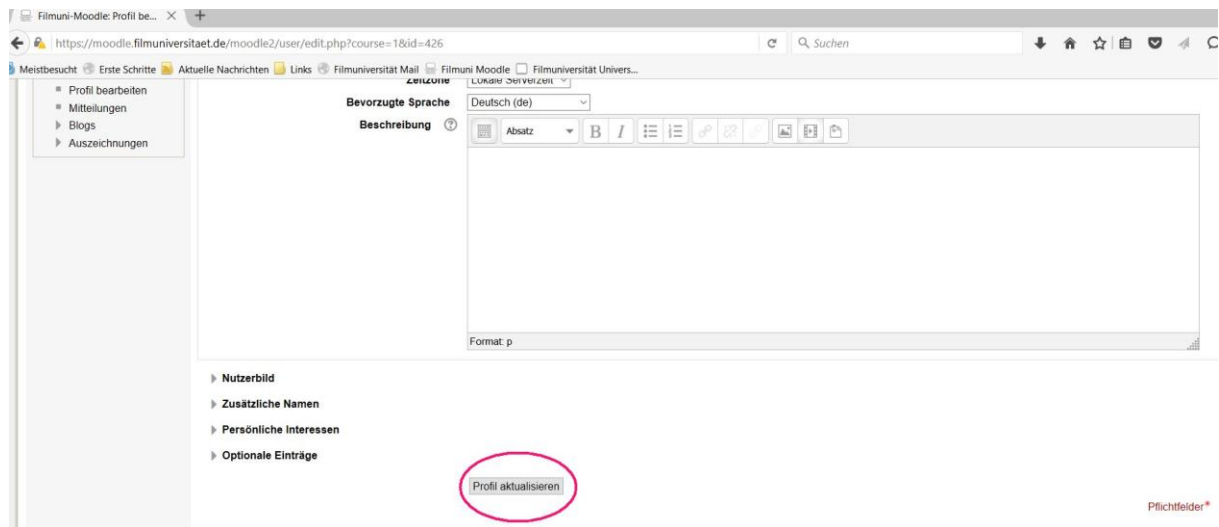 Filmuni-Moodle: Profil be...
https://moodle.filmuniversitaet.de/moodle2/user/edit.php?course=1&id=426
Suchen
Meistbesucht Erste Schritte Aktuelle Nachrichten Links Filmuniversität Mail Filmuni Moodle Filmuniversität Univers...
Profil bearbeiten
Mitteilungen
Blogs
Auszeichnungen
Zeitzone Lokale Serverzeit
Bevorzugte Sprache Deutsch (de)
Beschreibung Absatz B I
Format: p
Nutzerbild
Zusätzliche Namen
Persönliche Interessen
Optionale Einträge
Profil aktualisieren
Pflichtfelder*